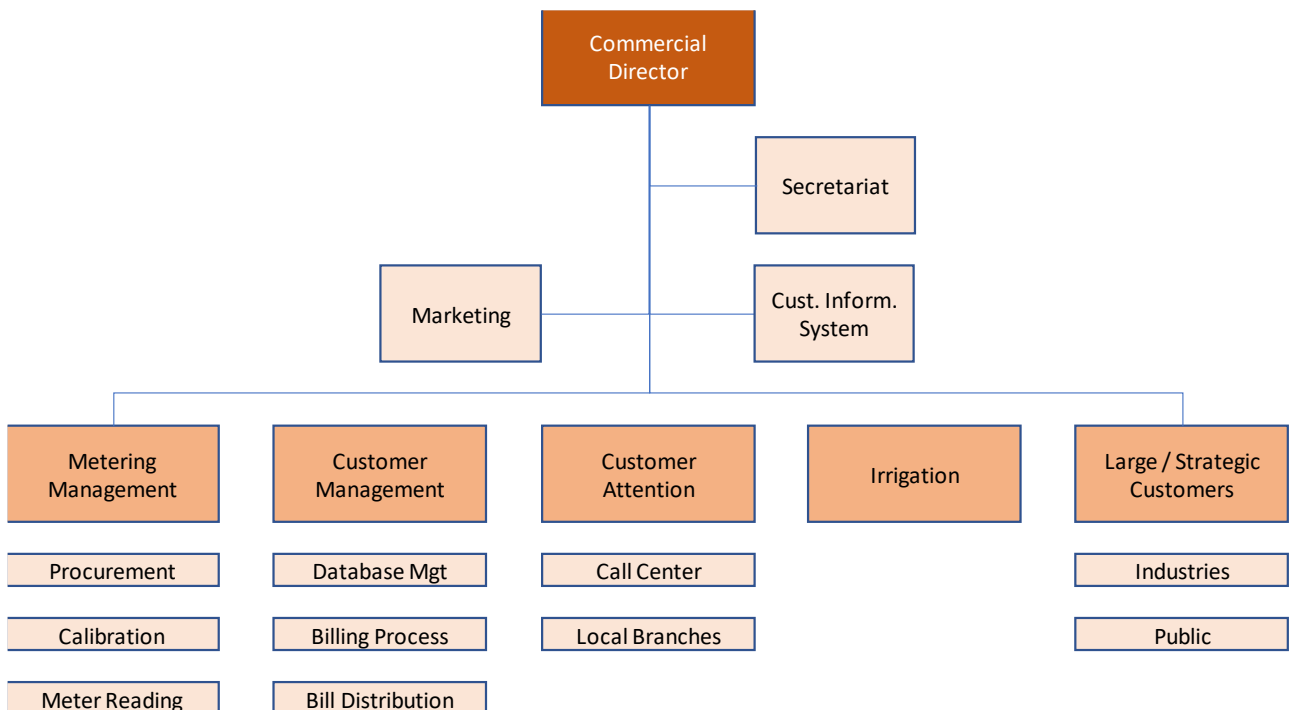 Commercial
Director
Secretariat
Marketing
Cust. Inform.
System
Metering
Management
Customer
Management
Customer
Attention
Irrigation
Large / Strategic
Customers
Procurement
Database Mgt
Call Center
Industries
Calibration
Billing Process
Local Branches
Public
Meter Reading
Bill Distribution